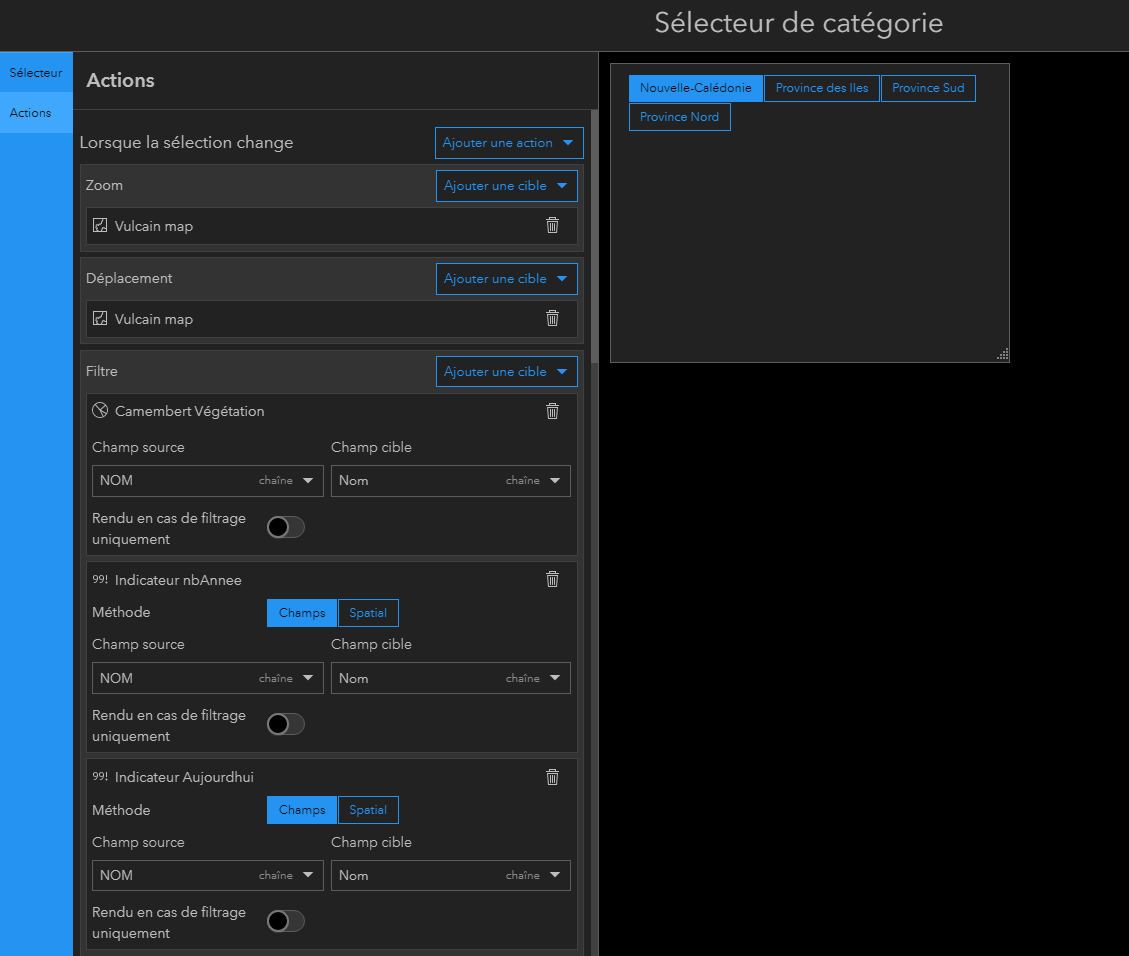 Sélecteur de catégorie
Sélecteur
Actions
Actions
Lorsque la sélection change
Ajouter une action
Zoom
Ajouter une cible
Vulcain map
Déplacement
Ajouter une cible
Vulcain map
Filtre
Ajouter une cible
Camembert Végétation
Champ source
Champ cible
NOM chaîne
Nom chaîne
Rendu en cas de filtrage
uniquement
99! Indicateur nbAnnee
Méthode
Champs
Spatial
Champ source
Champ cible
NOM chaîne
Nom chaîne
Rendu en cas de filtrage
uniquement
99! Indicateur Aujourdhui
Méthode
Champs
Spatial
Champ source
Champ cible
NOM chaîne
Nom chaîne
Rendu en cas de filtrage
uniquement
Nouvelle-Calédonie
Province des Iles
Province Sud
Province Nord